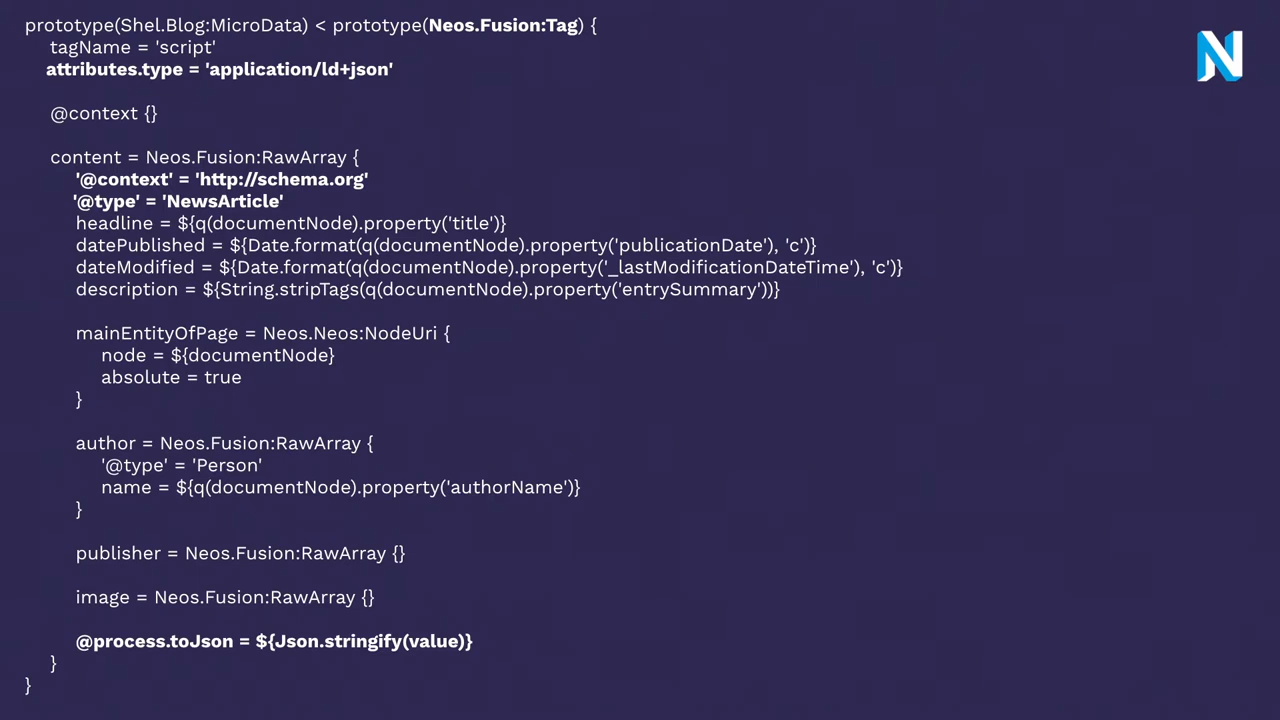 prototype(Shel.Blog:MicroData) < prototype(Neos.Fusion:Tag) {
tagName = 'script'
attributes.type = 'application/ld+json'
@context {}
content = Neos.Fusion:RawArray {
'@context' = 'http://schema.org'
'@type' = 'NewsArticle'
headline = ${q(documentNode).property('title')}
datePublished = ${Date.format(q(documentNode).property('publicationDate'), 'c')}
dateModified = ${Date.format(q(documentNode).property('_lastModificationDateTime'), 'c')}
description = ${String.stripTags(q(documentNode).property('entrySummary'))}
mainEntityOfPage = Neos.Neos:NodeUri {
node = ${documentNode}
absolute = true
}
author = Neos.Fusion:RawArray {
'@type' = 'Person'
name = ${q(documentNode).property('authorName')}
}
publisher = Neos.Fusion:RawArray {}
image = Neos.Fusion:RawArray {}
@process.toJson = ${Json.stringify(value)}
}
}